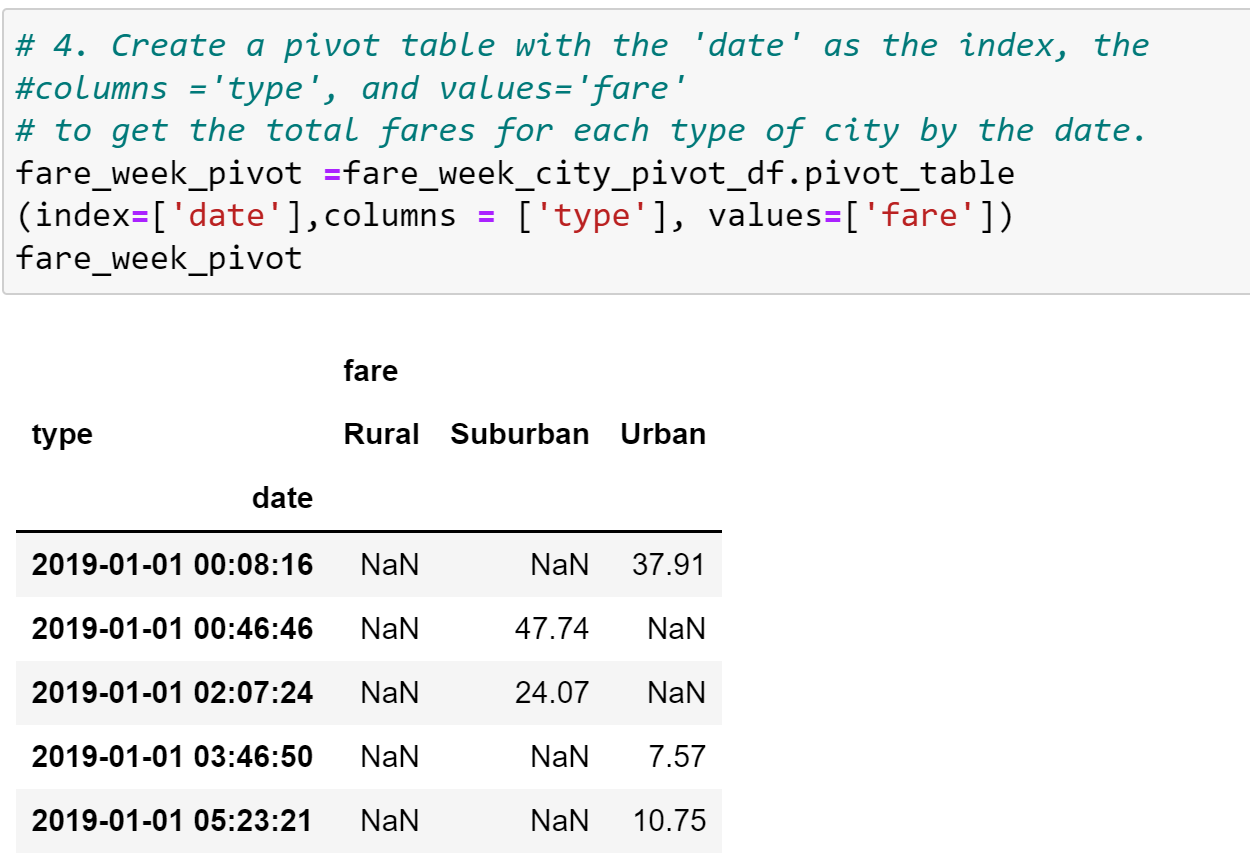 # 4. Create a pivot table with the 'date' as the index, the
#columns ='type', and values='fare'
# to get the total fares for each type of city by the date.
fare_week_pivot =fare_week_city_pivot_df.pivot_table
(index=['date'],columns = ['type'], values=['fare'])
fare_week_pivot
fare
type Rural Suburban Urban
date
2019-01-01 00:08:16 NaN NaN 37.91
2019-01-01 00:46:46 NaN 47.74 NaN
2019-01-01 02:07:24 NaN 24.07 NaN
2019-01-01 03:46:50 NaN NaN 7.57
2019-01-01 05:23:21 NaN NaN 10.75